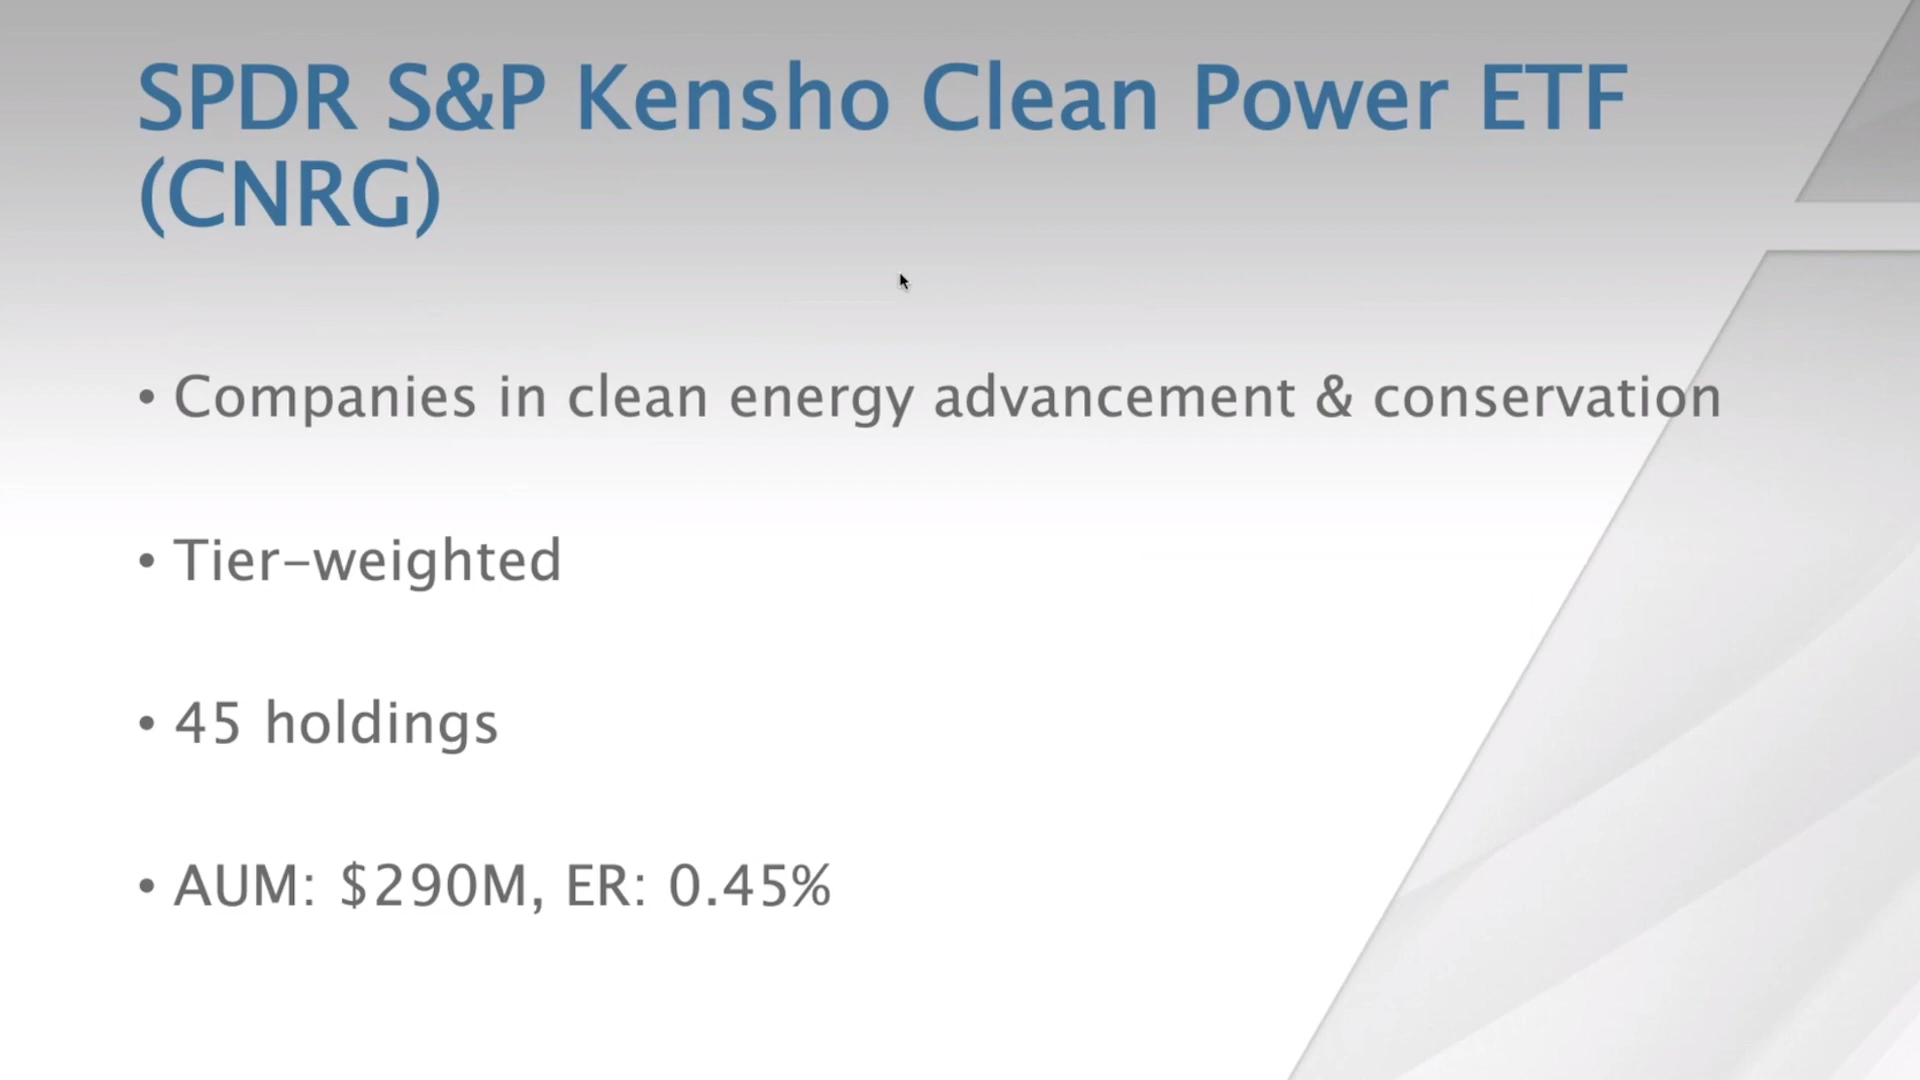 SPDR S&P Kensho Clean Power ETF
(CNRG)
• Companies in clean energy advancement & conservation
• Tier-weighted
• 45 holdings
• AUM: $290M, ER: 0.45%